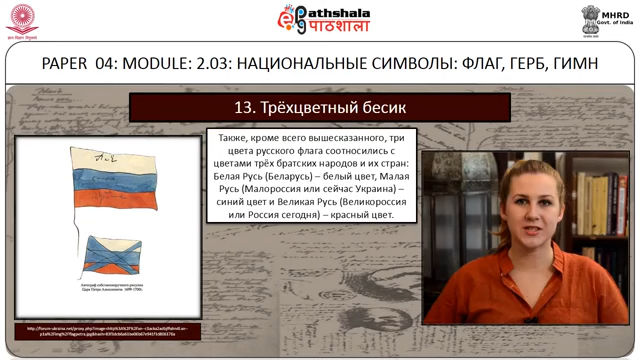 Pathshala
पाठशाला
MHRD
Govt. of India
PAPER 04: MODULE: 2.03: НАЦИОНАЛЬНЫЕ СИМВОЛЫ: ФЛАГ, ГЕРБ, ГИМН
13. Трёхцветный бесик
Также, кроме всего вышесказанного, три
цвета русского флага соотносились с
цветами трёх братских народов и их стран:
Белая Русь (Беларусь) – белый цвет, Малая
Русь (Малороссия или сейчас Украина) –
синий цвет и Великая Русь (Великороссия
или Россия сегодня) – красный цвет.